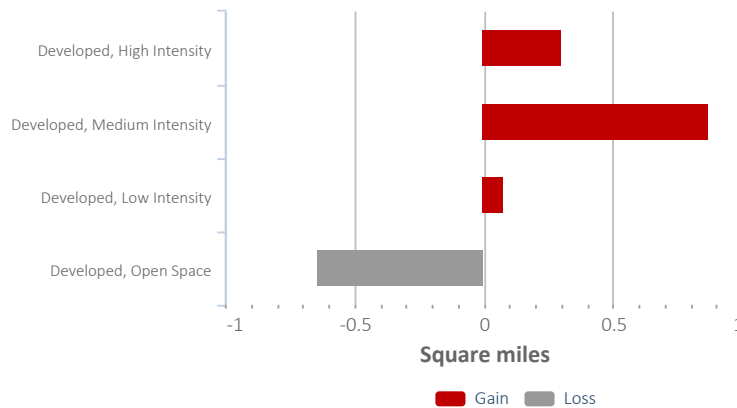 Developed, High Intensity
Developed, Medium Intensity
Developed, Low Intensity
Developed, Open Space
-1 -0.5 0 0.5
Square miles
Gain Loss